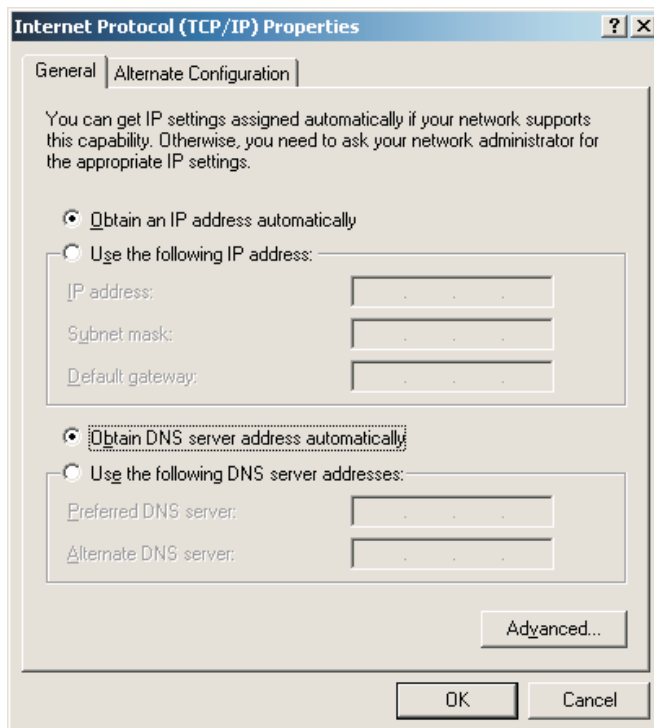 Internet Protocol (TCP/IP) Properties
General
Alternate Configuration
You can get IP settings assigned automatically if your network supports
this capability. Otherwise, you need to ask your network administrator for
the appropriate IP settings.
Obtain an IP address automatically
Use the following IP address:
IP address:
Subnet mask:
Default gateway:
Obtain DNS server address automatically
Use the following DNS server addresses:
Preferred DNS server:
Alternate DNS server:
Advanced...
OK
Cancel